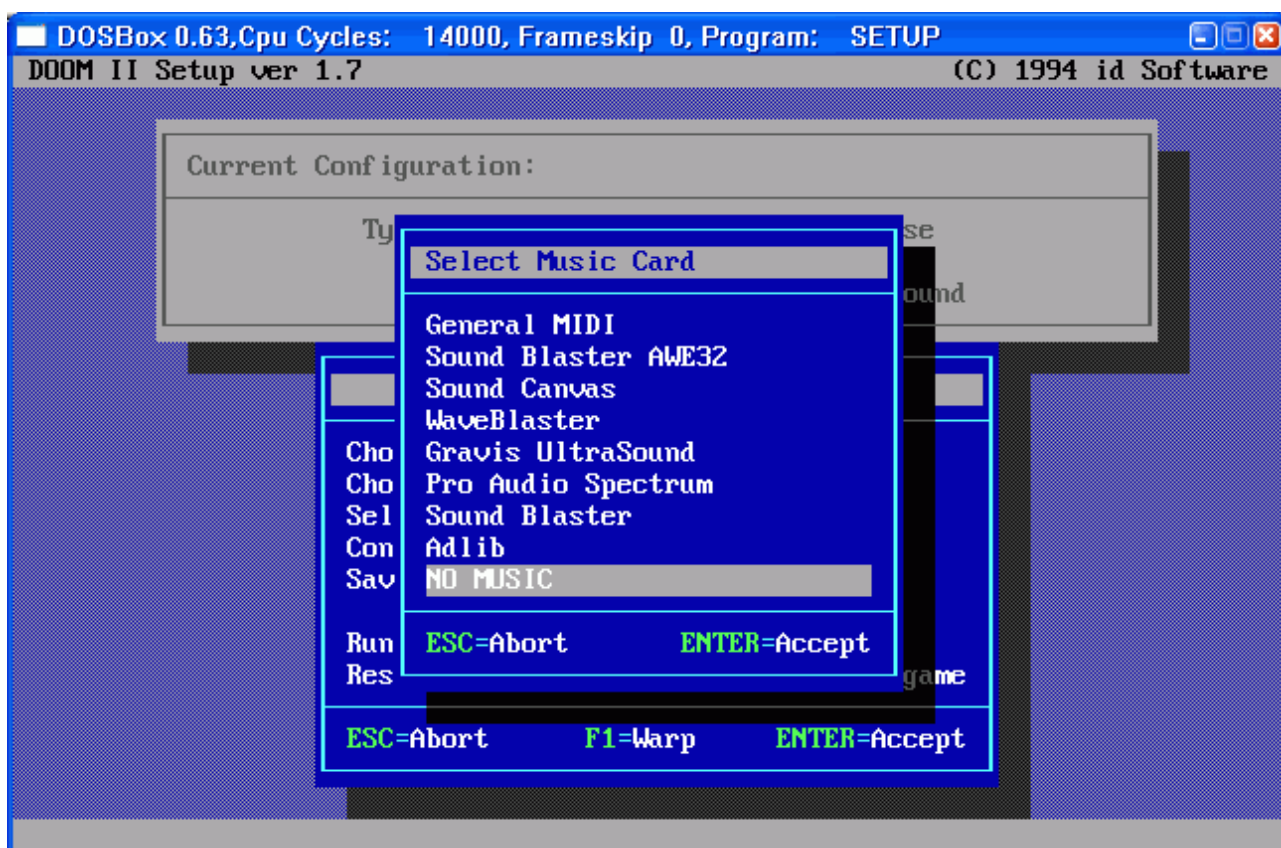 DOSBox 0.63,Cpu Cycles: 14000, Frameskip 0, Program: SETUP
DOOM II Setup ver 1.7 (C) 1994 id Software
Current Configuration:
Select Music Card
General MIDI
Sound Blaster AWE32
Sound Canvas
WaveBlaster
Gravis UltraSound
Pro Audio Spectrum
Sound Blaster
Adlib
NO MUSIC
ESC=Abort ENTER=Accept
Run
game
ESC=Abort F1=Warp ENTER=Accept